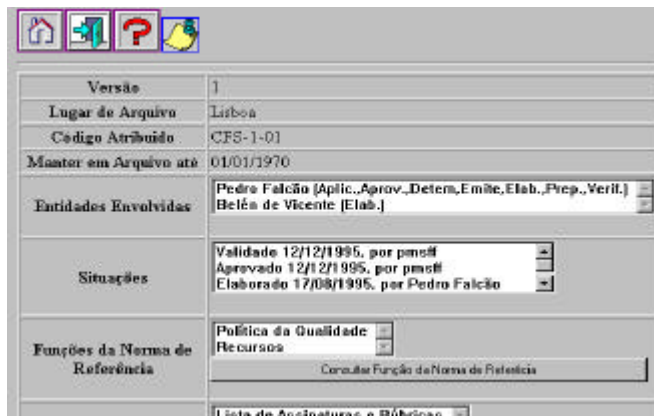 Versão 1
Lugar de Arquivo Lisboa
Código Atribuido CFS-1-01
Manter em Arquivo até 01/01/1970
Entidades Envolvidas
Pedro Falcão (Aplic.,Aprov.,Determ,Emite,Elab.,Prep.,Verif.)
Belén de Vicente (Elab.)
Situações
Validado 12/12/1995, por pmsff
Aprovado 12/12/1995, por pmsff
Elaborado 17/08/1995, por Pedro Falcão
Funções da Norma de
Referência
Política da Qualidade
Recursos
Consultar Função da Norma de Referência
Lista de Assinaturas e Rúbricas